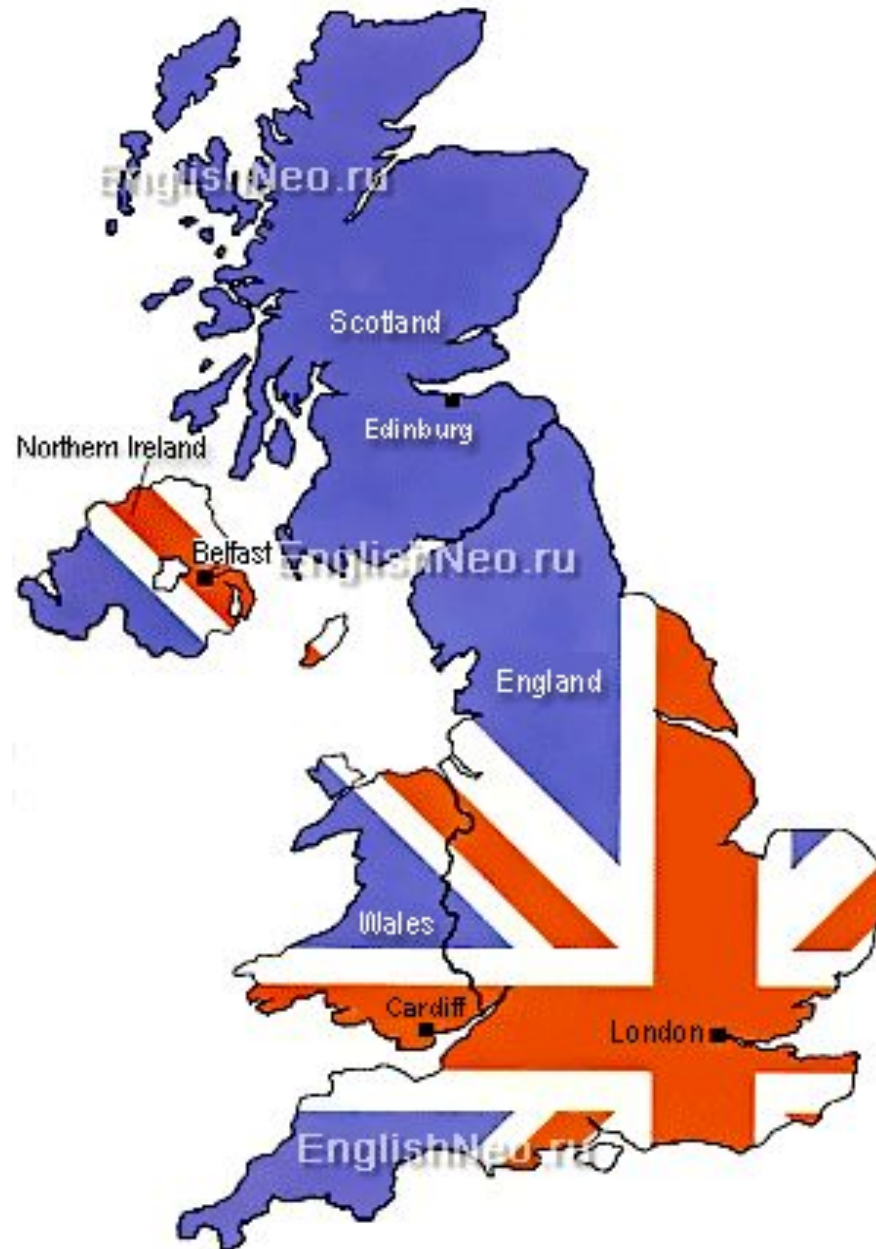 EnglishNeo.ru
Scotland
Edinburg
Northern Ireland
Belfast
EnglishNeo.ru
England
Wales
Cardiff
London
EnglishNeo.ru